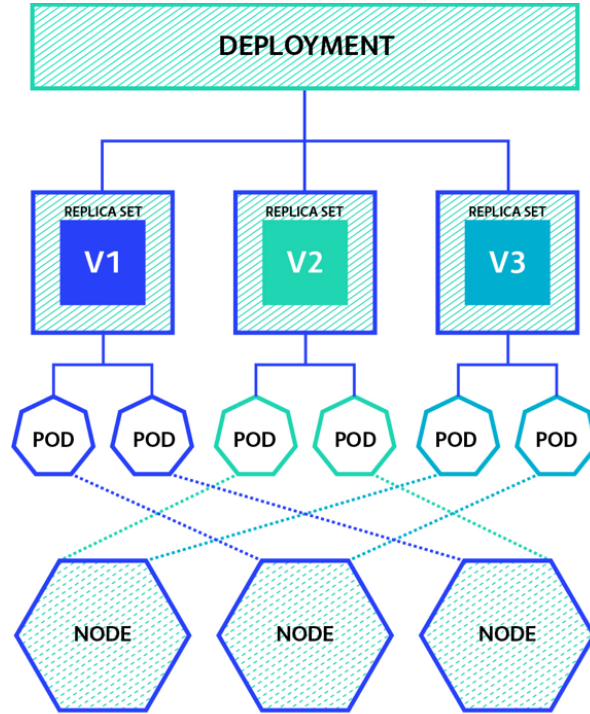 DEPLOYMENT
REPLICA SET
V1
REPLICA SET
V2
REPLICA SET
V3
POD
POD
POD
POD
POD
POD
NODE
NODE
NODE